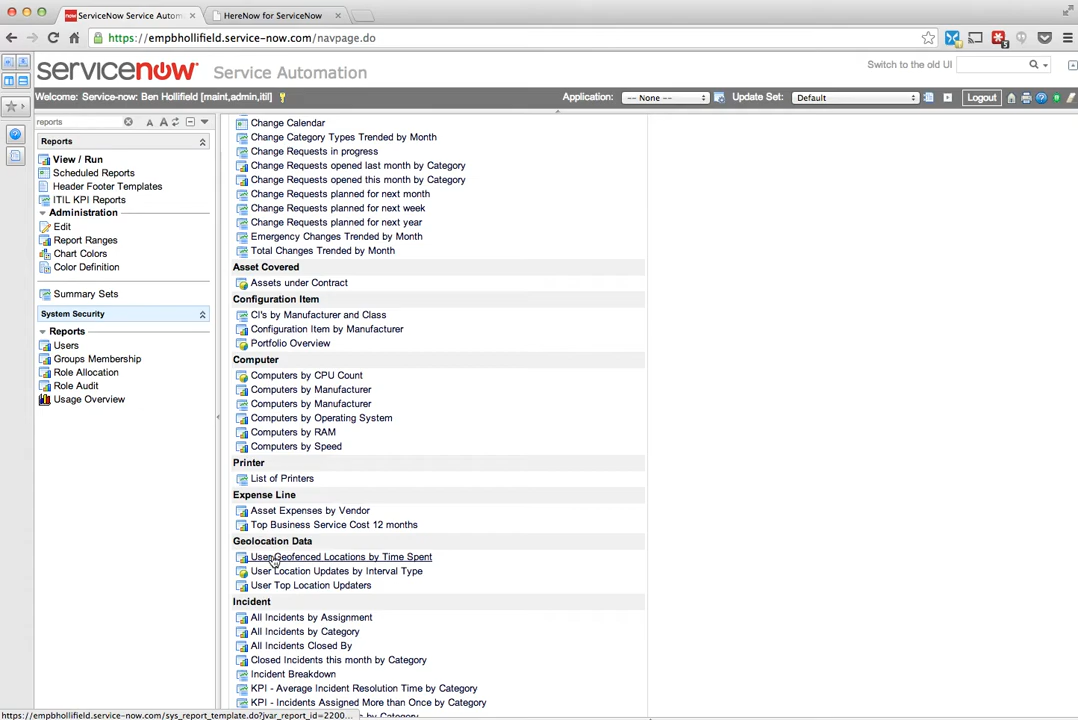 ServiceNow Service Autom
HereNow for ServiceNow
https://empbhollifield.service-now.com/navpage.do
servicenow Service Automation
Switch to the old UI
Welcome: Service-now: Ben Hollifield [maint,admin,itil]
Application: -- None --
Update Set: Default
Logout
reports
A A
Reports
View / Run
Scheduled Reports
Header Footer Templates
ITIL KPI Reports
Administration
Edit
Report Ranges
Chart Colors
Color Definition
Summary Sets
System Security
Reports
Users
Groups Membership
Role Allocation
Role Audit
Usage Overview
Change Calendar
Change Category Types Trended by Month
Change Requests in progress
Change Requests opened last month by Category
Change Requests opened this month by Category
Change Requests planned for next month
Change Requests planned for next week
Change Requests planned for next year
Emergency Changes Trended by Month
Total Changes Trended by Month
Asset Covered
Assets under Contract
Configuration Item
CI's by Manufacturer and Class
Configuration Item by Manufacturer
Portfolio Overview
Computer
Computers by CPU Count
Computers by Manufacturer
Computers by Manufacturer
Computers by Operating System
Computers by RAM
Computers by Speed
Printer
List of Printers
Expense Line
Asset Expenses by Vendor
Top Business Service Cost 12 months
Geolocation Data
User Geofenced Locations by Time Spent
User Location Updates by Interval Type
User Top Location Updaters
Incident
All Incidents by Assignment
All Incidents by Category
All Incidents Closed By
Closed Incidents this month by Category
Incident Breakdown
KPI - Average Incident Resolution Time by Category
KPI - Incidents Assigned More than Once by Category
https://empbhollifield.service-now.com/sys_report_template.do?jvar_report_id=2200...
by Category